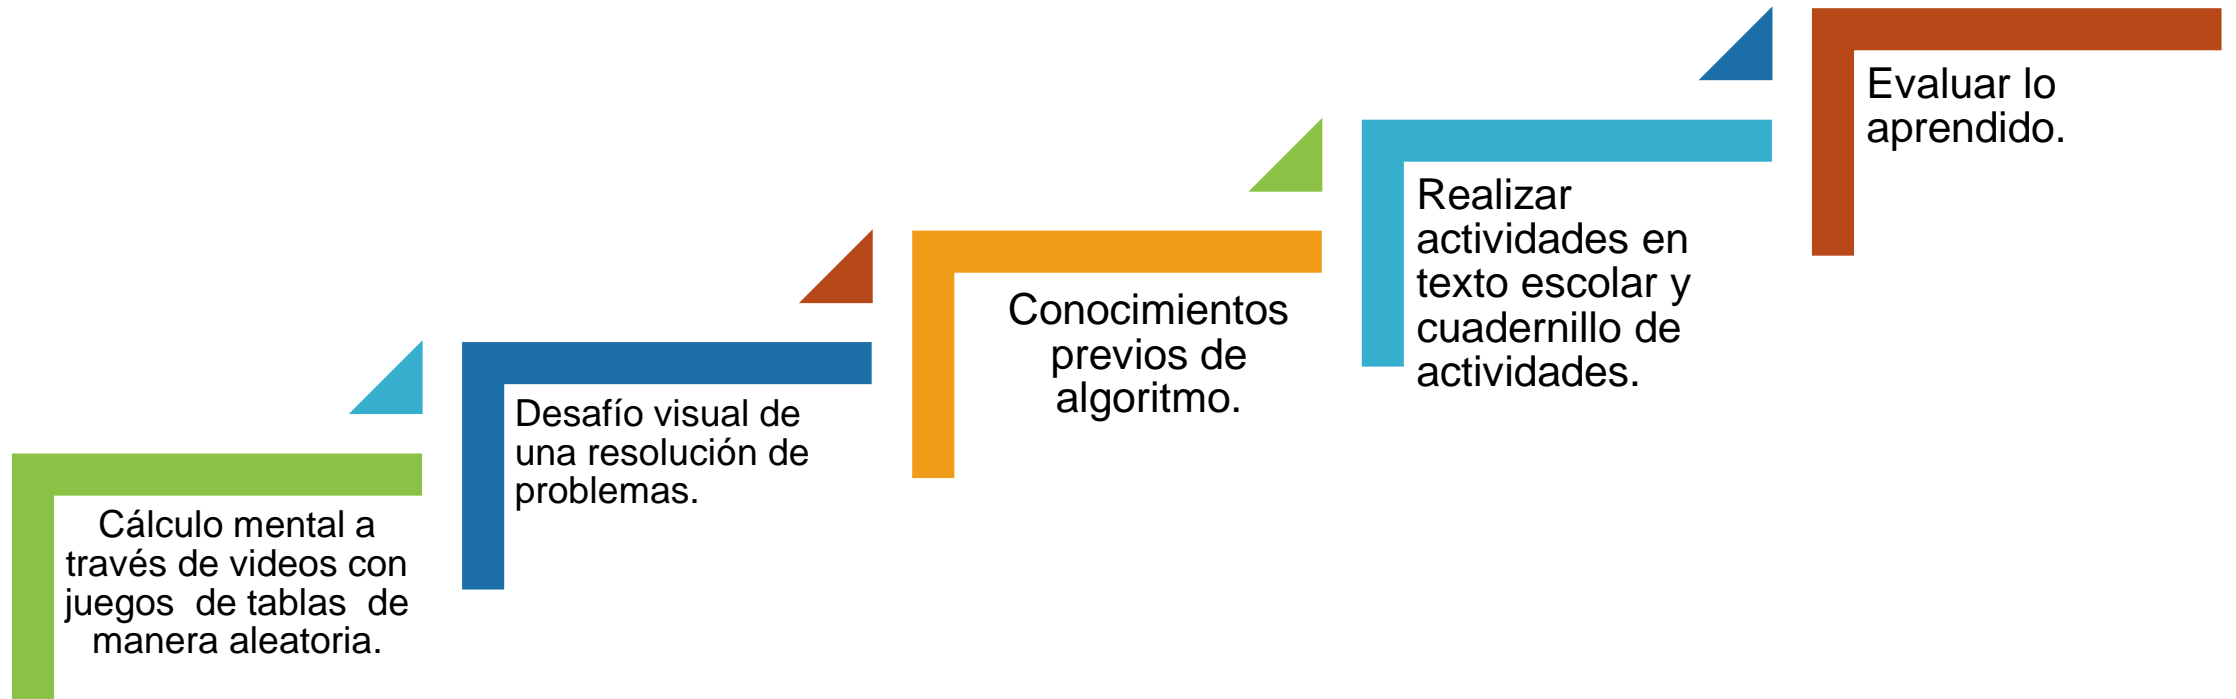 Cálculo mental a
través de videos con
juegos  de tablas  de
manera aleatoria.
Desafío visual de
una resolución de
problemas.
Conocimientos
previos de
algoritmo.
Realizar
actividades en
texto escolar y
cuadernillo de
actividades.
Evaluar lo
aprendido.